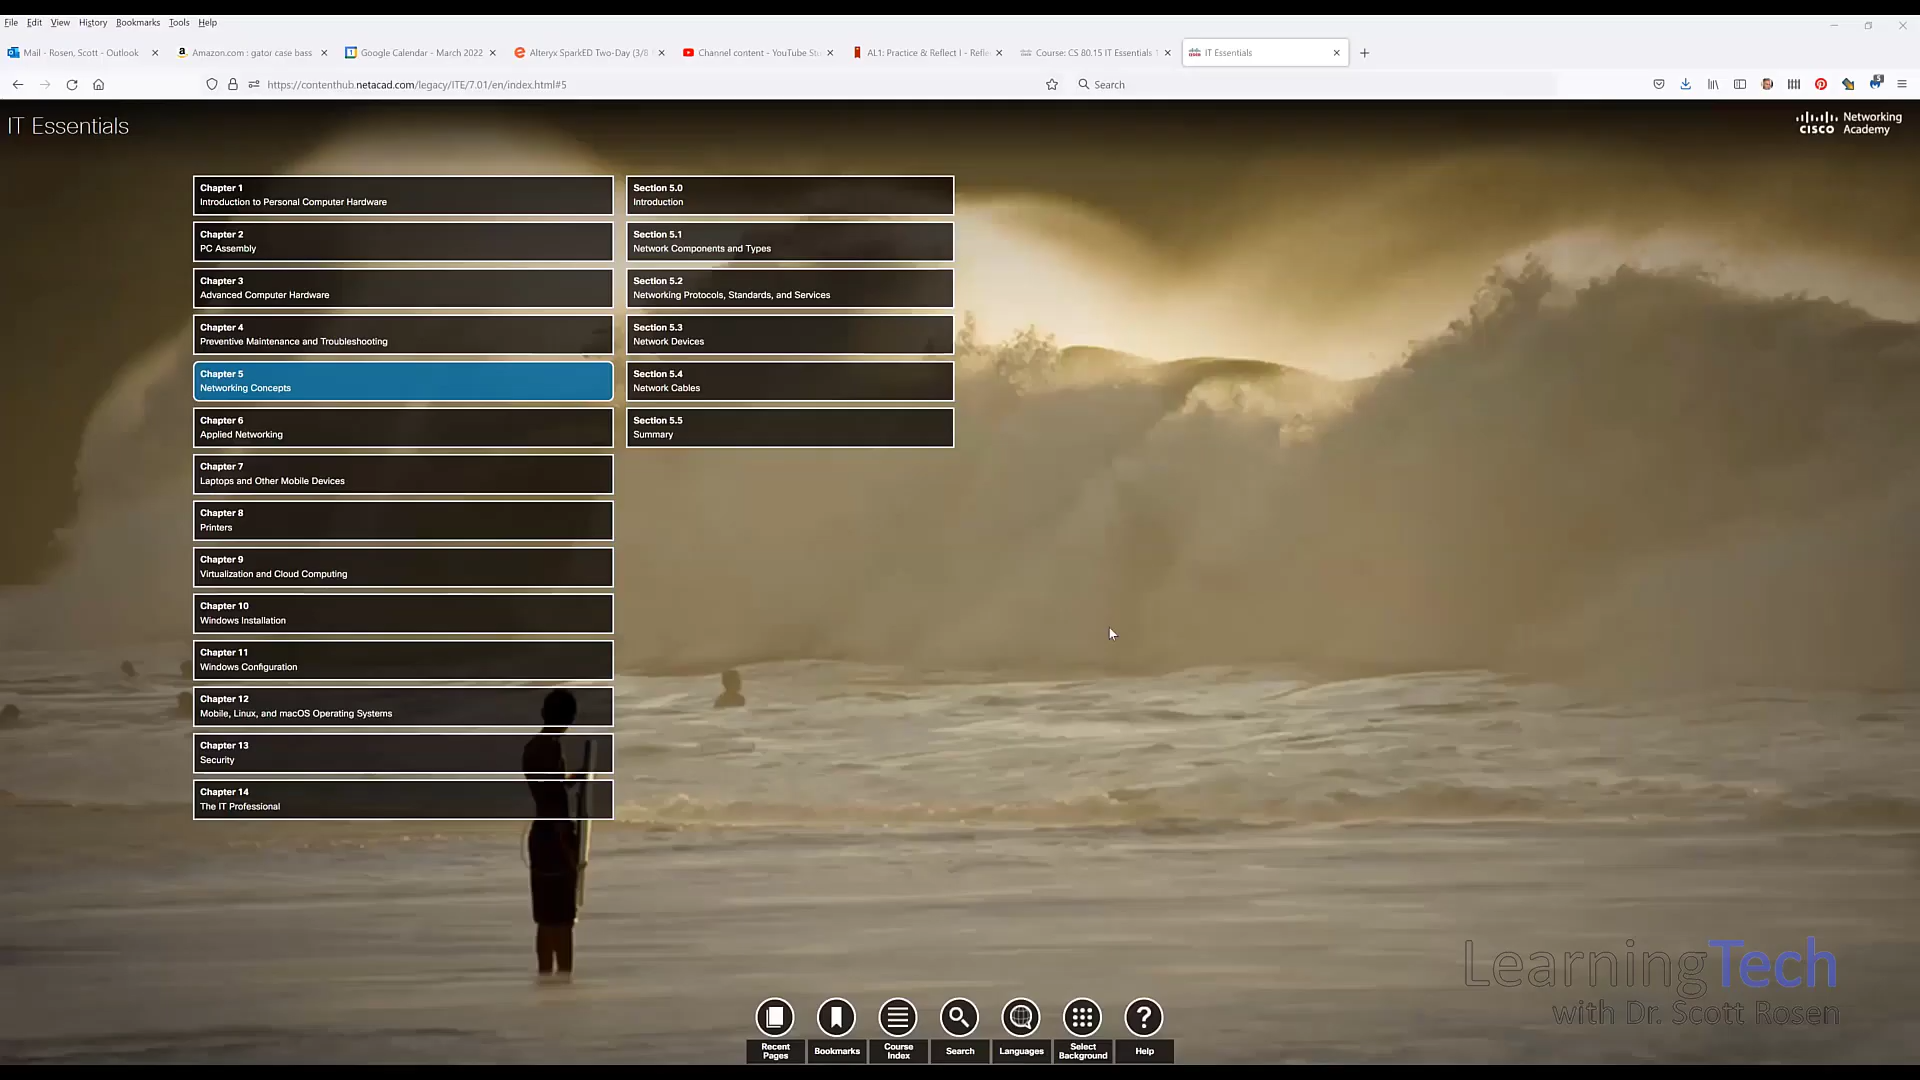 File Edit View History Bookmarks Tools Help
Mail - Rosen, Scott - Outlook
Amazon.com : gator case bass
Google Calendar - March 2022
Alteryx SparkED Two-Day (3/8
Channel content - YouTube Stu
AL1: Practice & Reflect I - Refle
Course: CS 80.15 IT Essentials
IT Essentials
https://contenthub.netacad.com/legacy/ITE/7.01/en/index.html#5
Search
IT Essentials
CISCO
Networking
Academy
Chapter 1
Introduction to Personal Computer Hardware
Chapter 2
PC Assembly
Chapter 3
Advanced Computer Hardware
Chapter 4
Preventive Maintenance and Troubleshooting
Chapter 5
Networking Concepts
Chapter 6
Applied Networking
Chapter 7
Laptops and Other Mobile Devices
Chapter 8
Printers
Chapter 9
Virtualization and Cloud Computing
Chapter 10
Windows Installation
Chapter 11
Windows Configuration
Chapter 12
Mobile, Linux, and macOS Operating Systems
Chapter 13
Security
Chapter 14
The IT Professional
Section 5.0
Introduction
Section 5.1
Network Components and Types
Section 5.2
Networking Protocols, Standards, and Services
Section 5.3
Network Devices
Section 5.4
Network Cables
Section 5.5
Summary
LearningTech
with Dr. Scott Rosen
Recent
Pages
Bookmarks
Course
Index
Search
Languages
Select
Background
Help